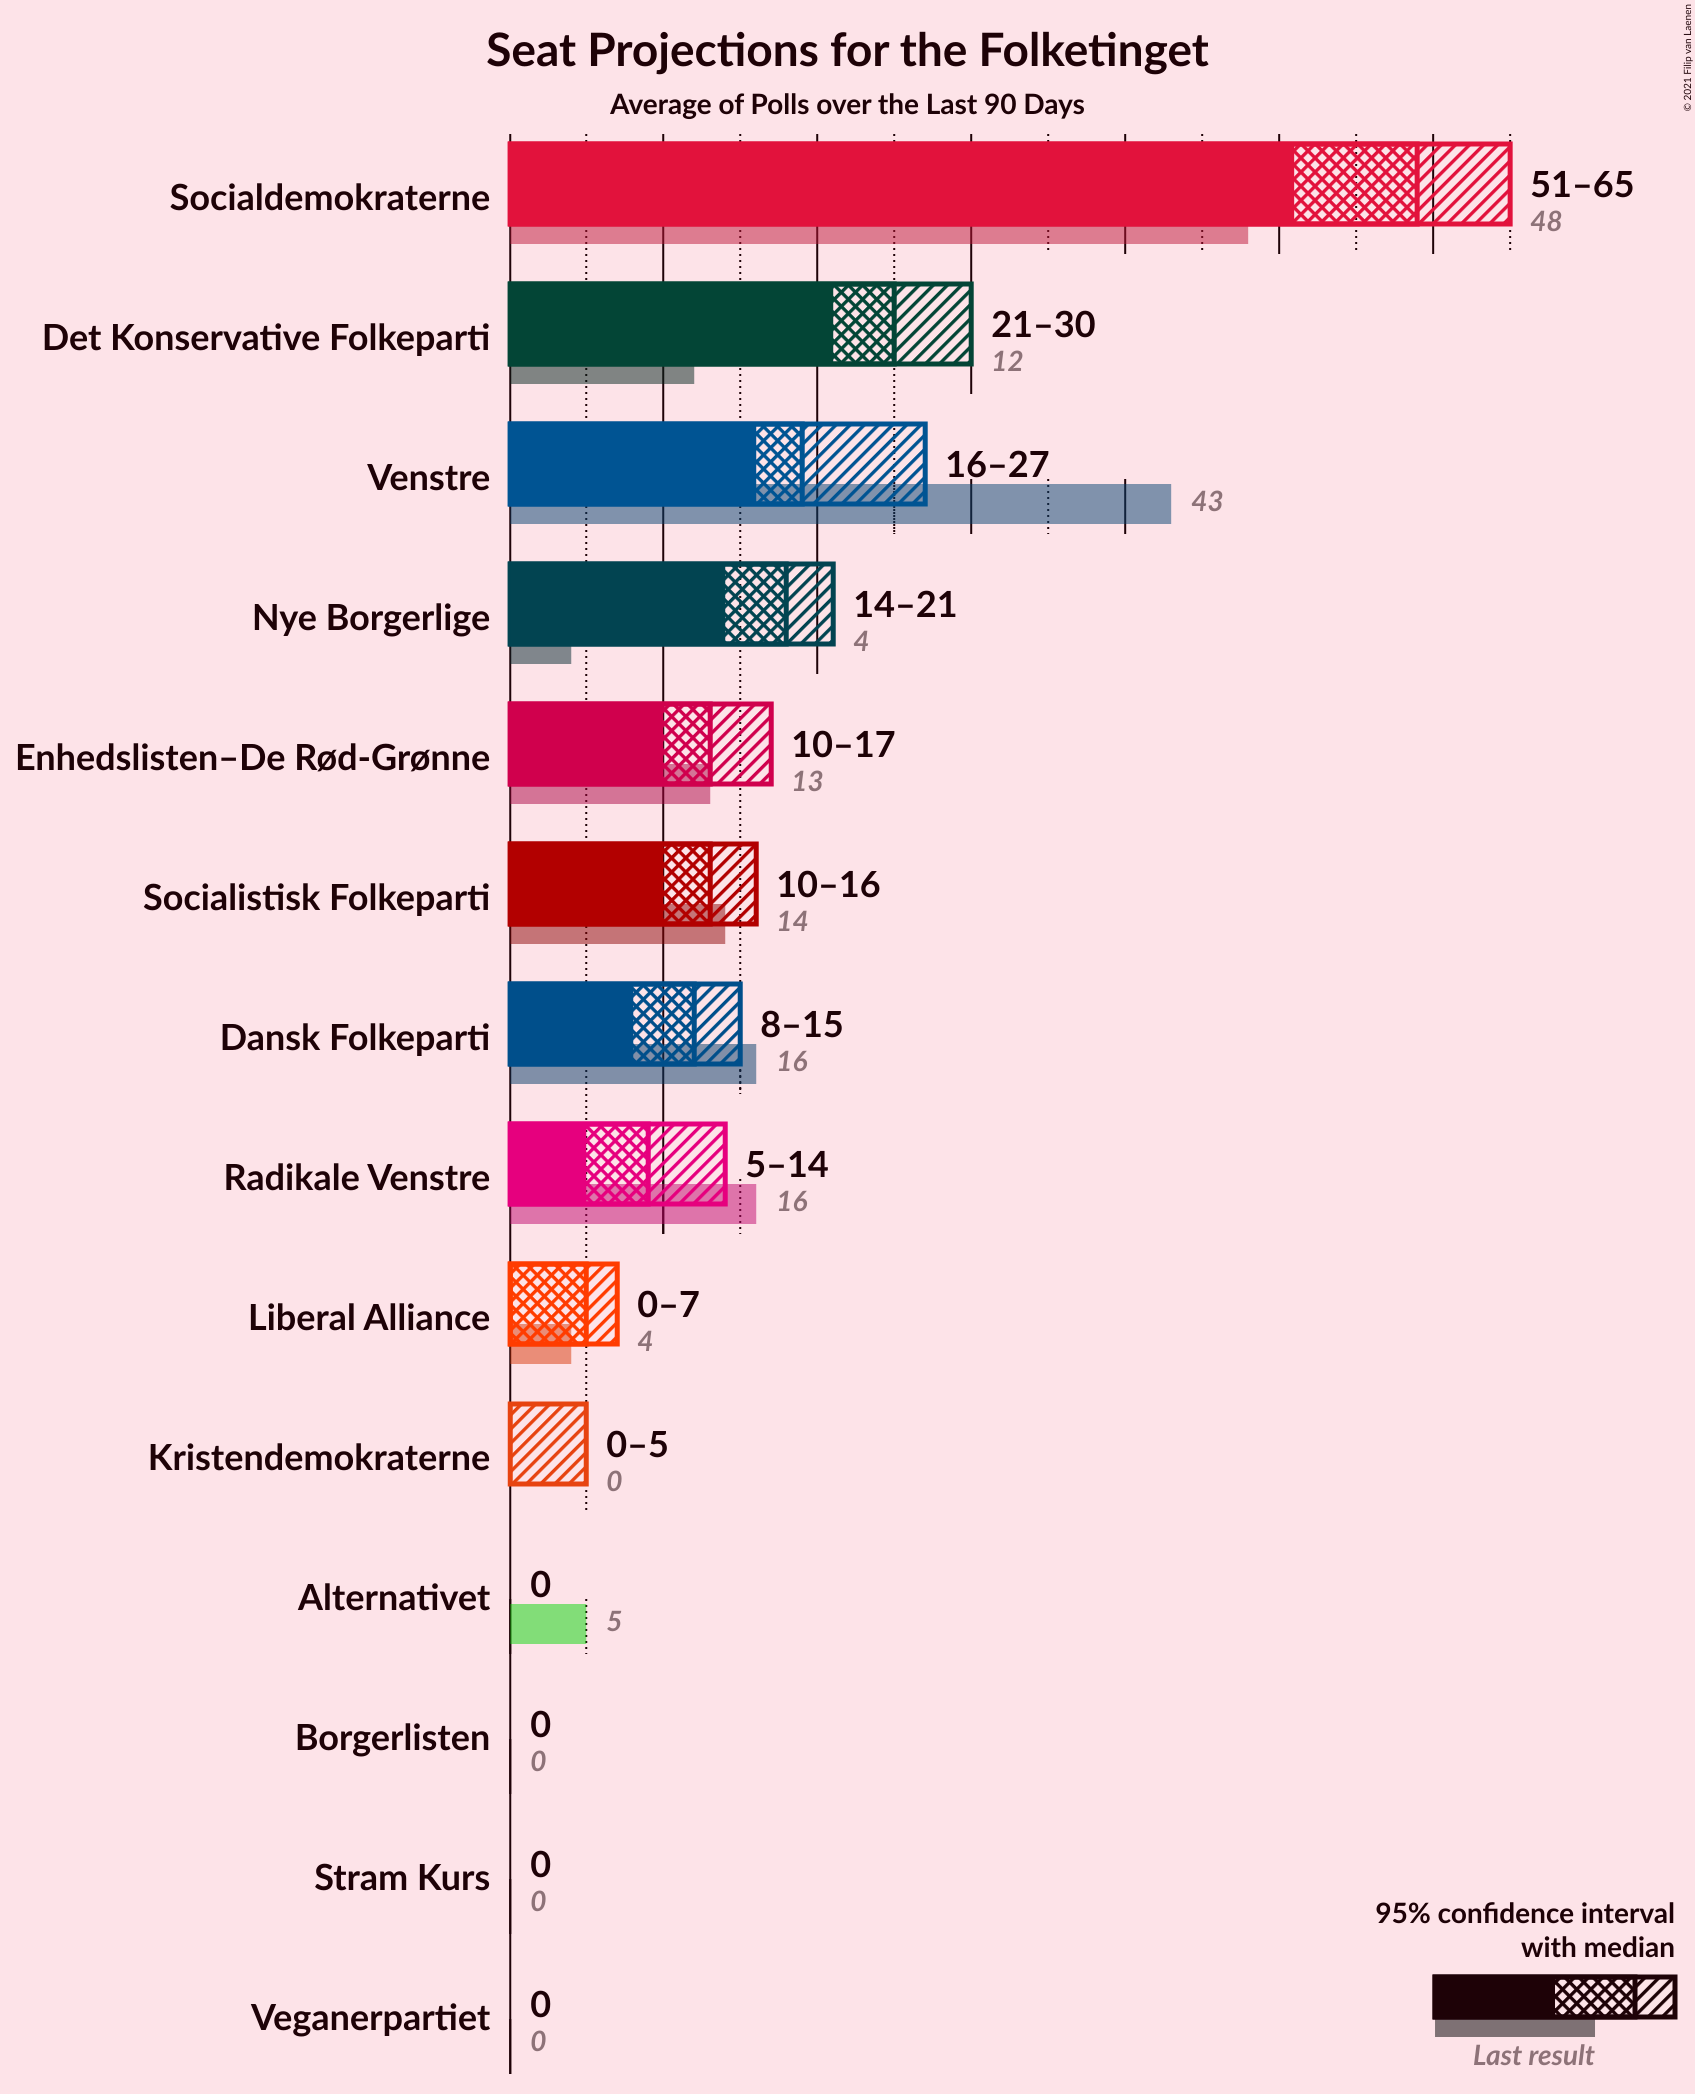 Seat Projections for the Folketinget
Average of Polls over the Last 90 Days
© 2021 Filip van Laenen
Socialdemokraterne
51–65
48
Det Konservative Folkeparti
21–30
12
Venstre
16–27
43
Nye Borgerlige
14–21
4
Enhedslisten–De Rød-Grønne
10–17
13
Socialistisk Folkeparti
10–16
14
Dansk Folkeparti
8–15
16
Radikale Venstre
5–14
16
Liberal Alliance
0–7
4
Kristendemokraterne
0–5
0
Alternativet
0
5
Borgerlisten
0
0
Stram Kurs
0
0
Veganerpartiet
0
0
95% confidence interval
with median
Last result